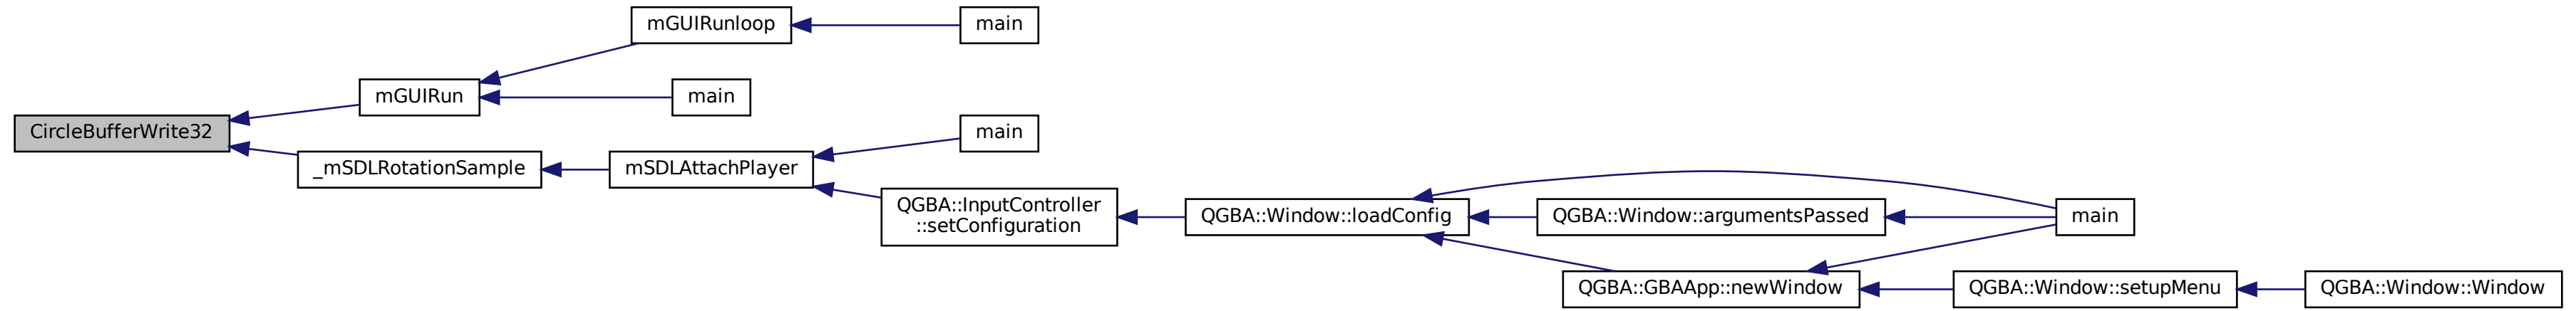 mGUIRunloop
main
mGUIRun
main
CircleBufferWrite32
main
_mSDLRotationSample
mSDLAttachPlayer
QGBA::InputController
::setConfiguration
QGBA::Window::loadConfig
QGBA::Window::argumentsPassed
main
QGBA::GBAApp::newWindow
QGBA::Window::setupMenu
QGBA::Window::Window